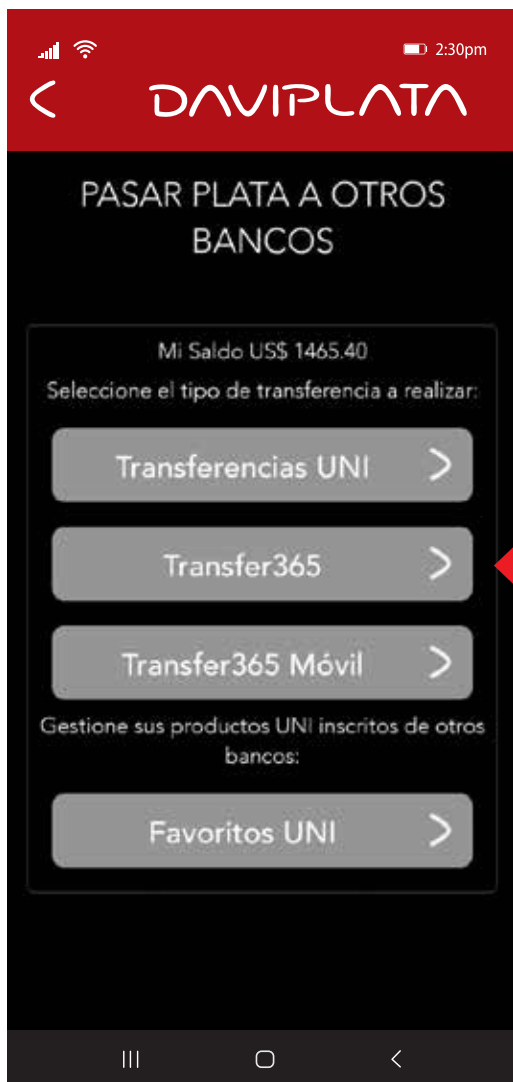 2:30pm
DAVIPLATA
PASAR PLATA A OTROS
BANCOS
Mi Saldo US$ 1465.40
Seleccione el tipo de transferencia a realizar:
Transferencias UNI
Transfer365
Transfer365 Móvil
Gestione sus productos UNI inscritos de otros
bancos:
Favoritos UNI